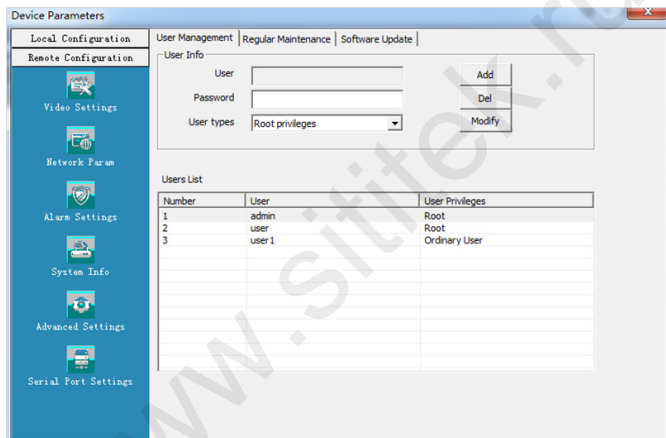 Device Parameters
Local Configuration
Remote Configuration
Video Settings
Network Param
Alarm Settings
System Info
Advanced Settings
Serial Port Settings
User Management Regular Maintenance Software Update
User Info
User Add
Password Del
User types Root privileges Modify
Users List
Number User User Privileges
1 admin Root
2 user Root
3 user1 Ordinary User
www.sititek.ru